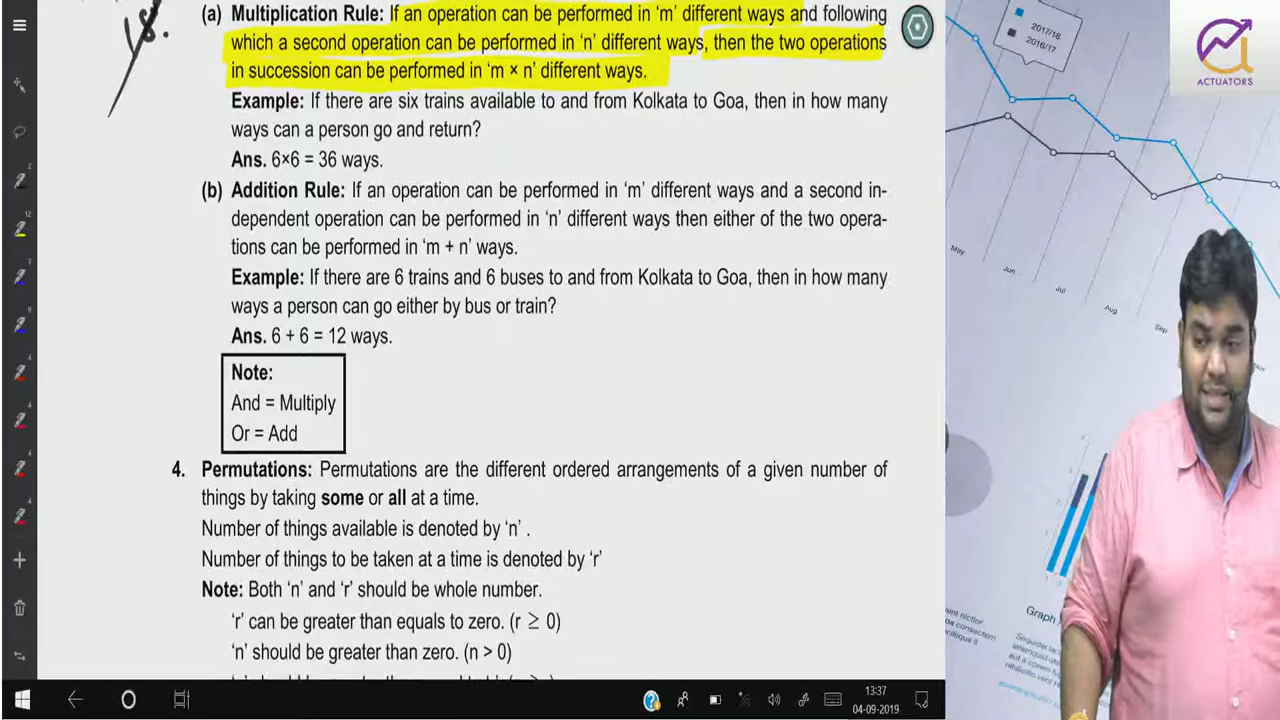 18.
(a) Multiplication Rule: If an operation can be performed in ‘m’ different ways and following
which a second operation can be performed in ‘n’ different ways, then the two operations
in succession can be performed in ‘m × n’ different ways.
Example: If there are six trains available to and from Kolkata to Goa, then in how many
ways can a person go and return?
Ans. 6×6 = 36 ways.
(b) Addition Rule: If an operation can be performed in ‘m’ different ways and a second in-
dependent operation can be performed in ‘n’ different ways then either of the two opera-
tions can be performed in ‘m + n’ ways.
Example: If there are 6 trains and 6 buses to and from Kolkata to Goa, then in how many
ways a person can go either by bus or train?
Ans. 6 + 6 = 12 ways.
Note:
And = Multiply
Or = Add
4. Permutations: Permutations are the different ordered arrangements of a given number of
things by taking some or all at a time.
Number of things available is denoted by ‘n’ .
Number of things to be taken at a time is denoted by ‘r’
Note: Both ‘n’ and ‘r’ should be whole number.
‘r’ can be greater than equals to zero. (r ≥ 0)
‘n’ should be greater than zero. (n > 0)
13:37
04-09-2019
2017/18
2016/17
ACTUATORS
May
Jun
Jul
Aug
Sep
Graph